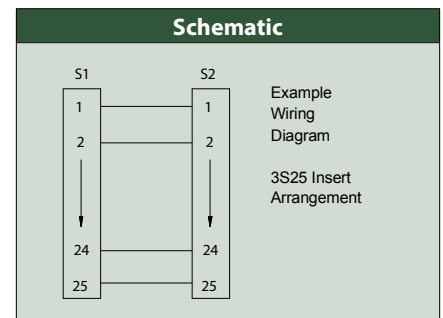 Schematic
S1 S2
1 1
2 2
24 24
25 25
Example
Wiring
Diagram
3S25 Insert
Arrangement